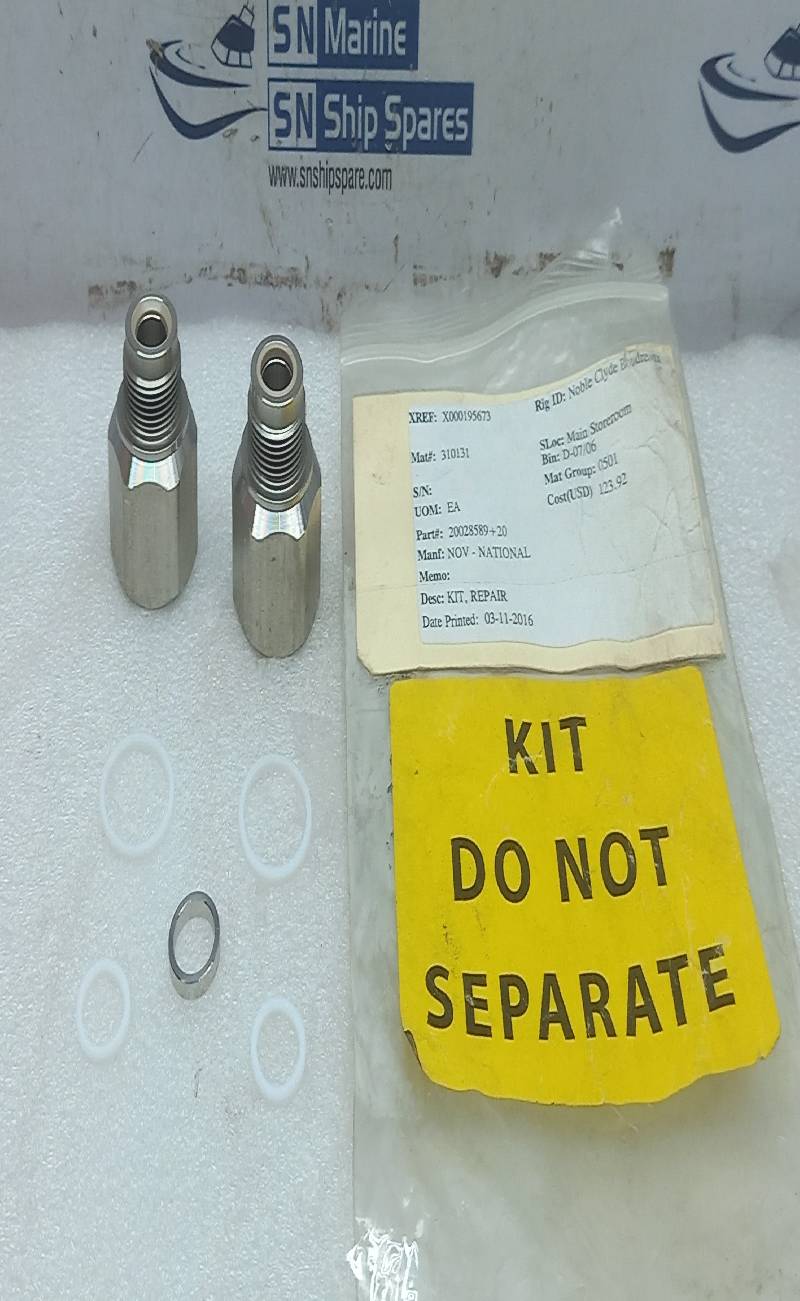 SN Marine
SN Ship Spares
www.snshipspare.com
XREF: X000195673
Rig ID: Noble Clyde Boudreaux
Mat#: 310131
SLoc: Main Storeroom
Bin: D-07/06
S/N:
Mat Group: 0501
UOM: EA
Cost(USD) 123.92
Part#: 20028589+20
Manf: NOV - NATIONAL
Memo:
Desc: KIT, REPAIR
Date Printed: 03-11-2016
KIT
DO NOT
SEPARATE